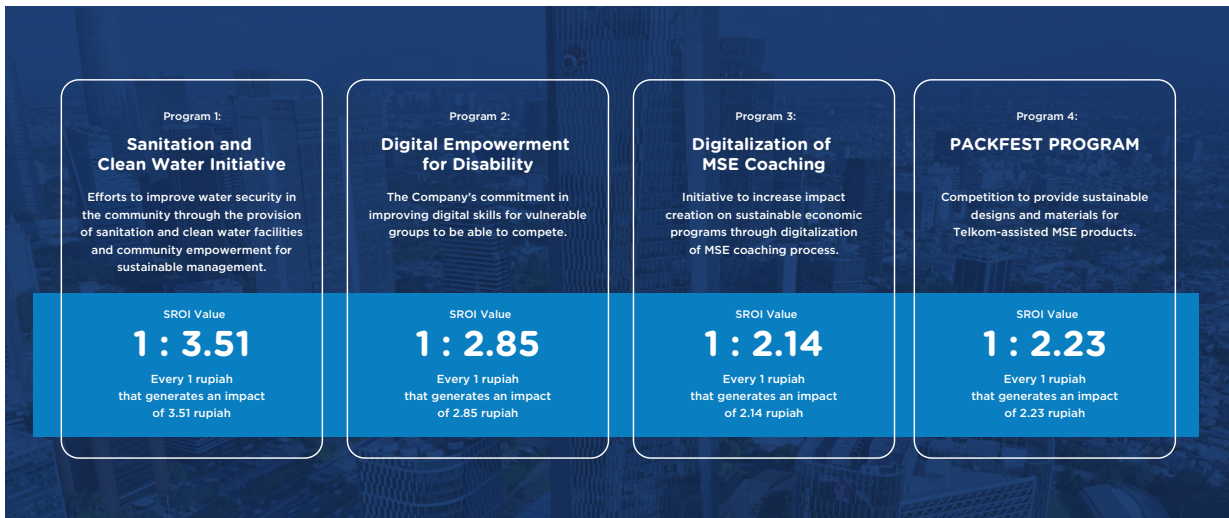 Program 1:
Sanitation and
Clean Water Initiative
Efforts to improve water security in
the community through the provision
of sanitation and clean water facilities
and community empowerment for
sustainable management.
SROI Value
1 : 3.51
Every 1 rupiah
that generates an impact
of 3.51 rupiah
Program 2:
Digital Empowerment
for Disability
The Company's commitment in
improving digital skills for vulnerable
groups to be able to compete.
SROI Value
1 : 2.85
Every 1 rupiah
that generates an impact
of 2.85 rupiah
Program 3:
Digitalization of
MSE Coaching
Initiative to increase impact
creation on sustainable economic
programs through digitalization
of MSE coaching process.
SROI Value
1 : 2.14
Every 1 rupiah
that generates an impact
of 2.14 rupiah
Program 4:
PACKFEST PROGRAM
Competition to provide sustainable
designs and materials for
Telkom-assisted MSE products.
SROI Value
1 : 2.23
Every 1 rupiah
that generates an impact
of 2.23 rupiah